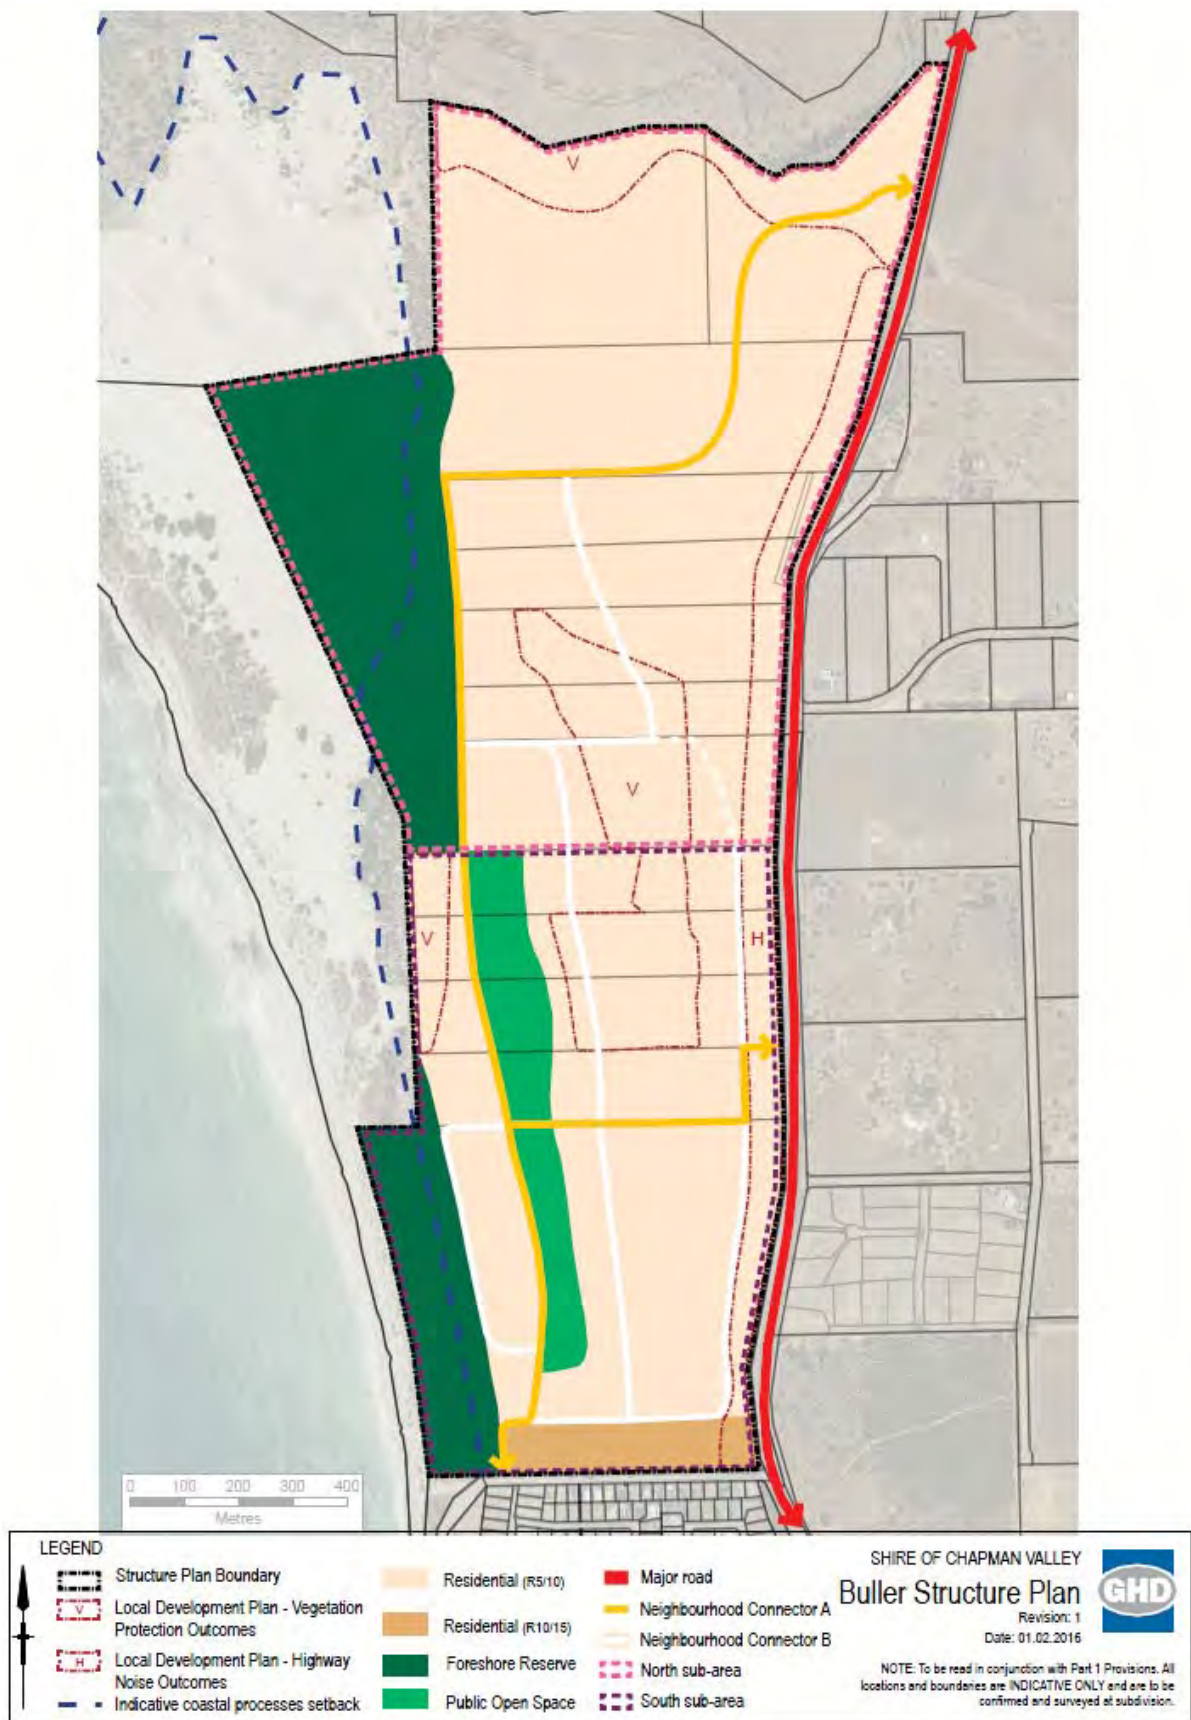 V
V
V
H
0 100 200 300 400
Metres
LEGEND
Structure Plan Boundary
V
Local Development Plan - Vegetation
Protection Outcomes
H
Local Development Plan - Highway
Noise Outcomes
Indicative coastal processes setback
Residential (R5/10)
Residential (R10/15)
Foreshore Reserve
Public Open Space
Major road
Neighbourhood Connector A
Neighbourhood Connector B
North sub-area
South sub-area
SHIRE OF CHAPMAN VALLEY
Buller Structure Plan
Revision: 1
Date: 01.02.2016
NOTE: To be read in conjunction with Part 1 Provisions. All
locations and boundaries are INDICATIVE ONLY and are to be
confirmed and surveyed at subdivision.
GHD